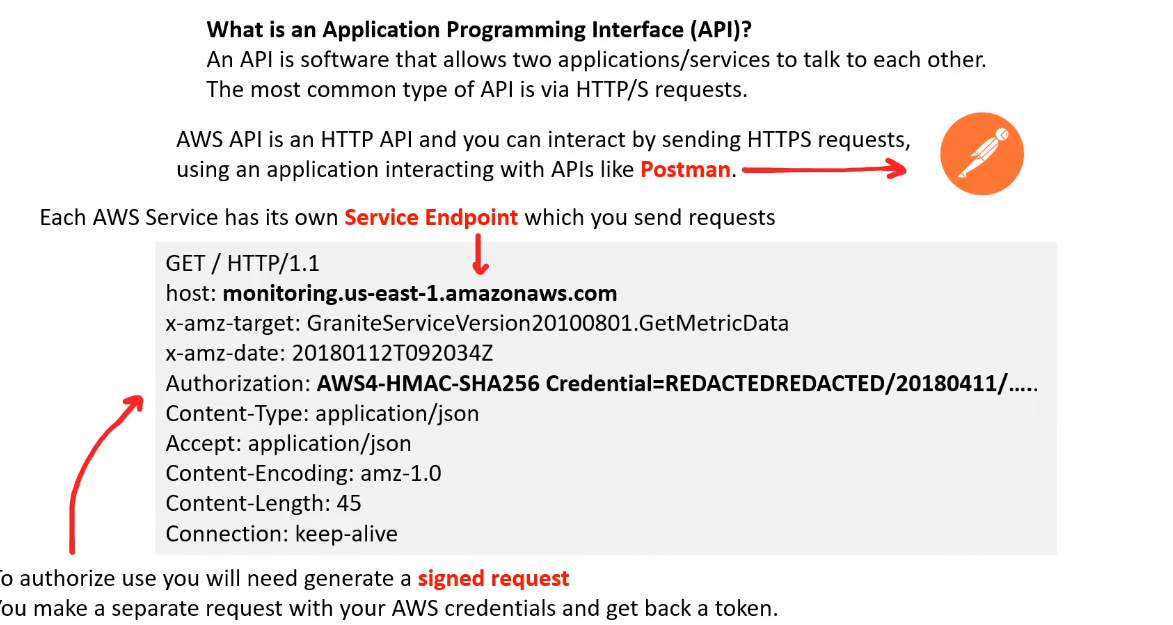 What is an Application Programming Interface (API)?
An API is software that allows two applications/services to talk to each other.
The most common type of API is via HTTP/S requests.
AWS API is an HTTP API and you can interact by sending HTTPS requests,
using an application interacting with APIs like Postman.
Each AWS Service has its own Service Endpoint which you send requests
GET / HTTP/1.1
host: monitoring.us-east-1.amazonaws.com
x-amz-target: GraniteServiceVersion20100801.GetMetricData
x-amz-date: 20180112T092034Z
Authorization: AWS4-HMAC-SHA256 Credential=REDACTEDREDACTED/20180411/.....
Content-Type: application/json
Accept: application/json
Content-Encoding: amz-1.0
Content-Length: 45
Connection: keep-alive
To authorize use you will need generate a signed request
You make a separate request with your AWS credentials and get back a token.